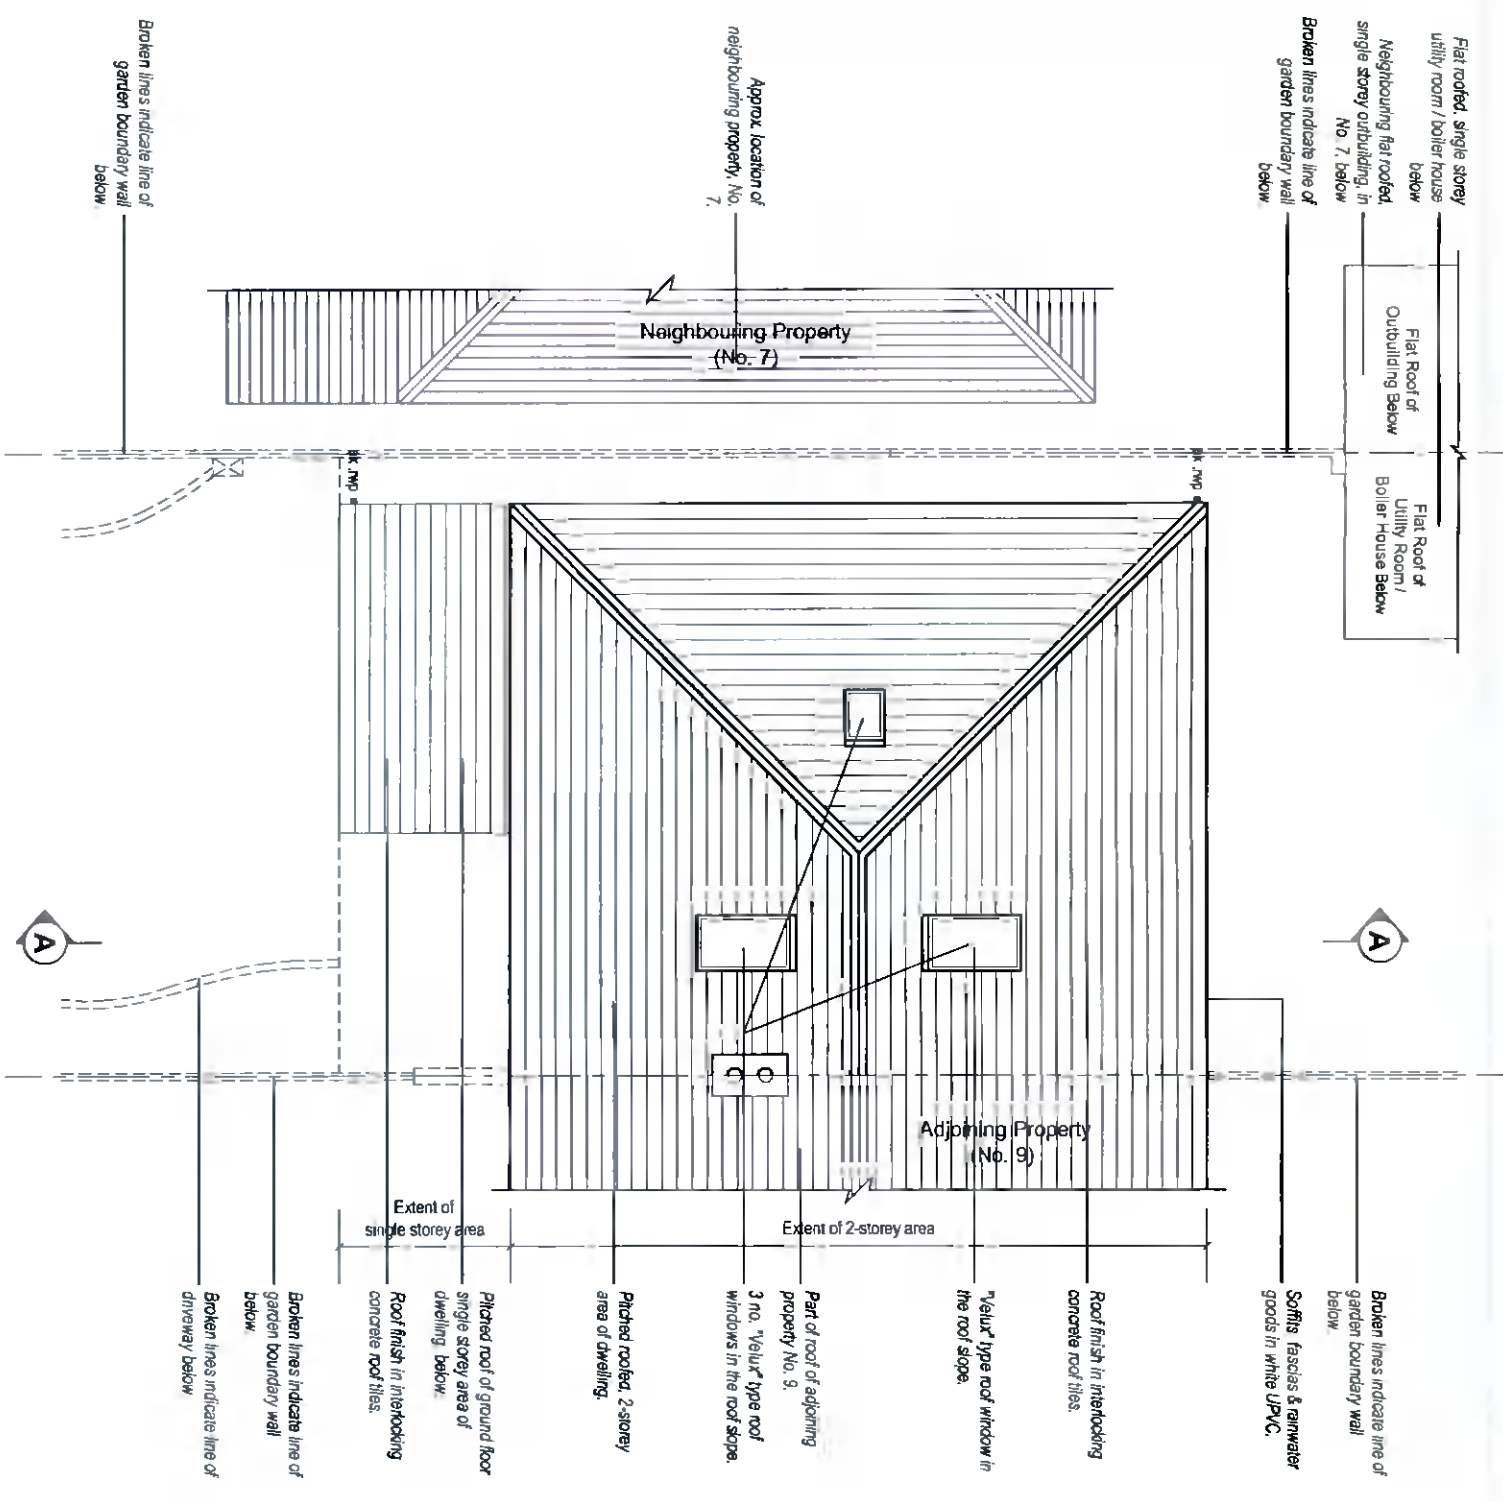 Flat roofed, single storey
utility room / boiler house
below
Neighbouring flat roofed,
single storey outbuilding, in
No. 7, below
Broken lines indicate line of
garden boundary wall
below.
Approx. location of
neighbouring property, No.
7.
Broken lines indicate line of
garden boundary wall
below.
Flat Roof of
Outbuilding Below
Flat Roof of
Utility Room /
Boiler House Below
Neighbouring Property
(No. 7)
bk .rwp
bk .rwp
A
A
Adjoining Property
(No. 9)
Extent of
single storey area
Extent of 2-storey area
Broken lines indicate line of
garden boundary wall
below.
Soffits fascias & rainwater
goods in white UPVC.
Roof finish in interlocking
concrete roof tiles.
"Velux" type roof window in
the roof slope.
Part of roof of adjoining
property No. 9.
3 no. "Velux" type roof
windows in the roof slope.
Pitched roofed, 2-storey
area of dwelling.
Pitched roof of ground floor
single storey area of
dwelling, below.
Roof finish in interlocking
concrete roof tiles.
Broken lines indicate line of
garden boundary wall
below.
Broken lines indicate line of
driveway below